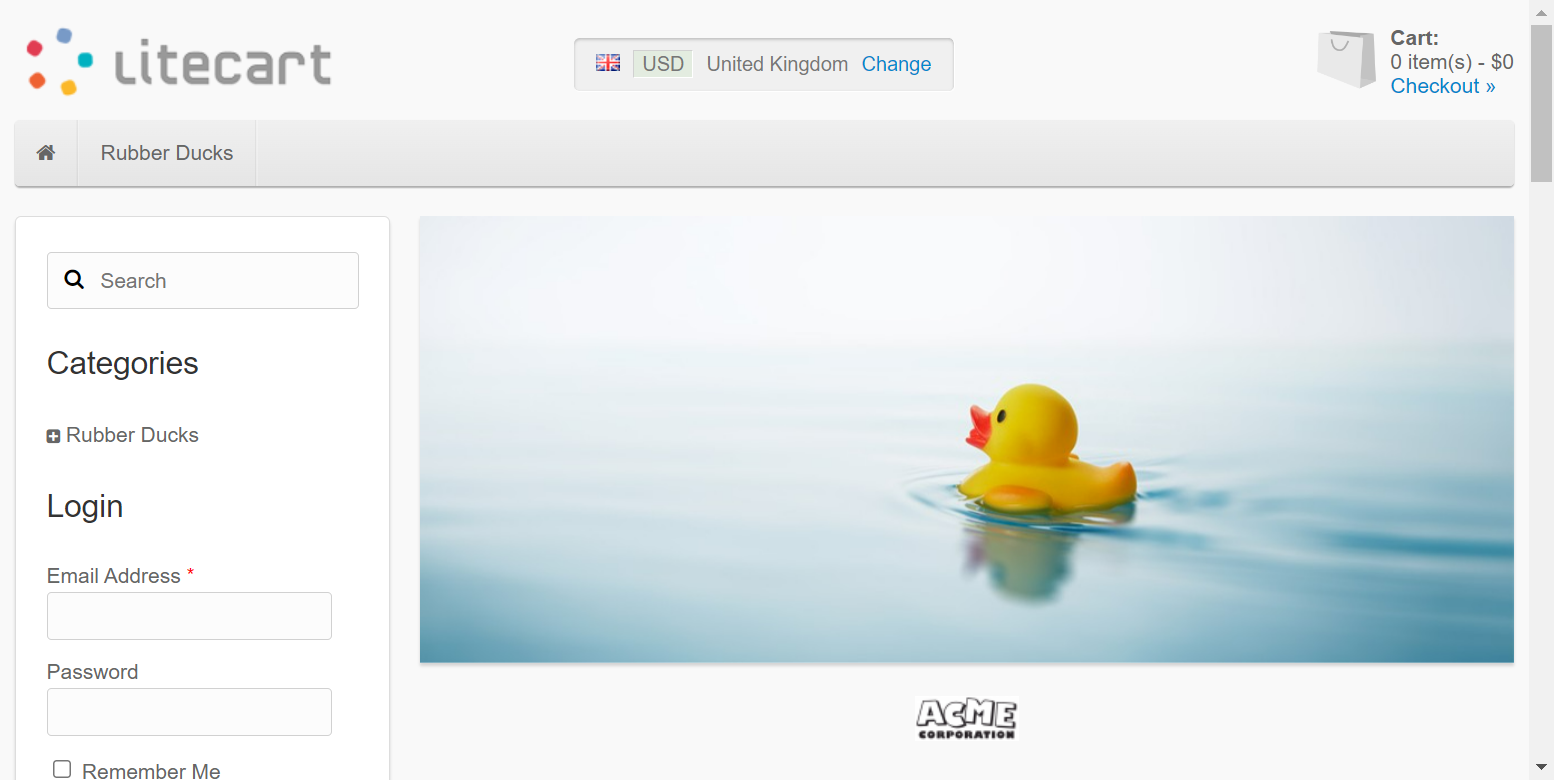 Litecart
USD United Kingdom Change
Cart:
0 item(s) - $0
Checkout »
Rubber Ducks
Search
Categories
Rubber Ducks
Login
Email Address *
Password
Remember Me
ACME
CORPORATION